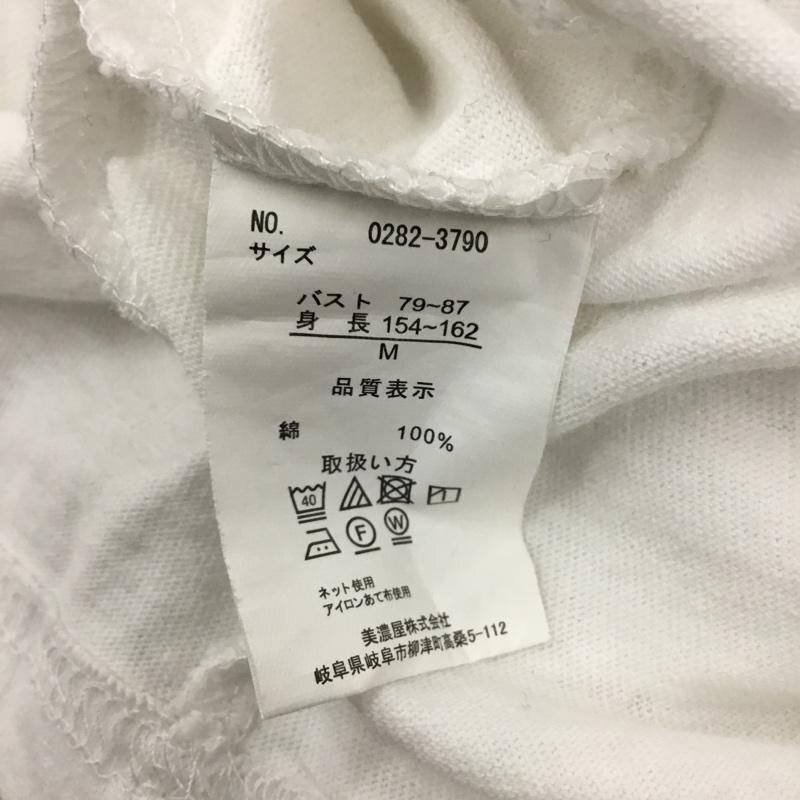 NO. 0282-3790
サイズ
バスト 79~87
身 長 154~162
M
品質表示
綿 100%
取扱い方
40
F W
ネット使用
アイロンあて布使用
美濃屋株式会社
岐阜県岐阜市柳津町高桑5-112